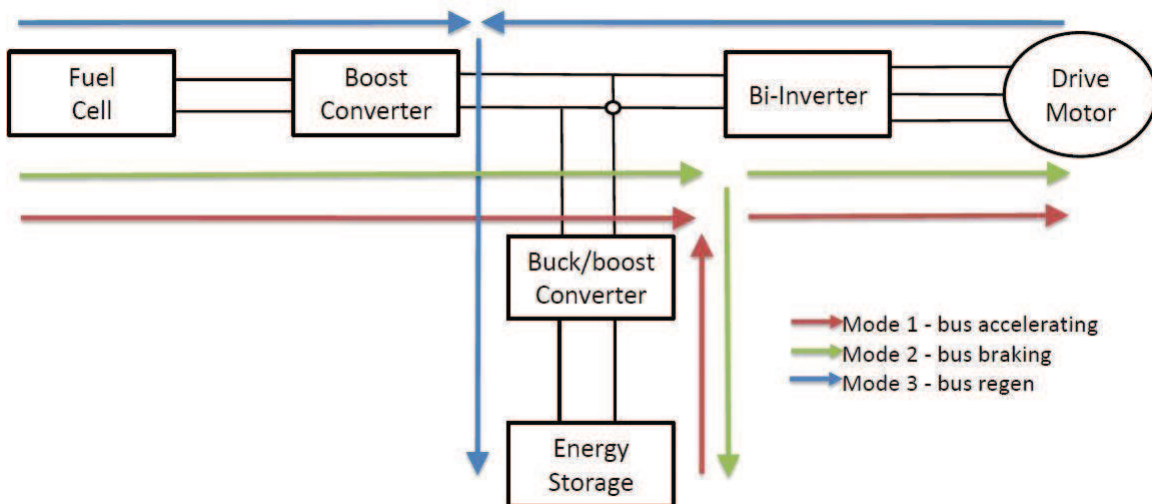 Fuel
Cell
Boost
Converter
Bi-Inverter
Drive
Motor
Buck/boost
Converter
Mode 1 - bus accelerating
Mode 2 - bus braking
Mode 3 - bus regen
Energy
Storage